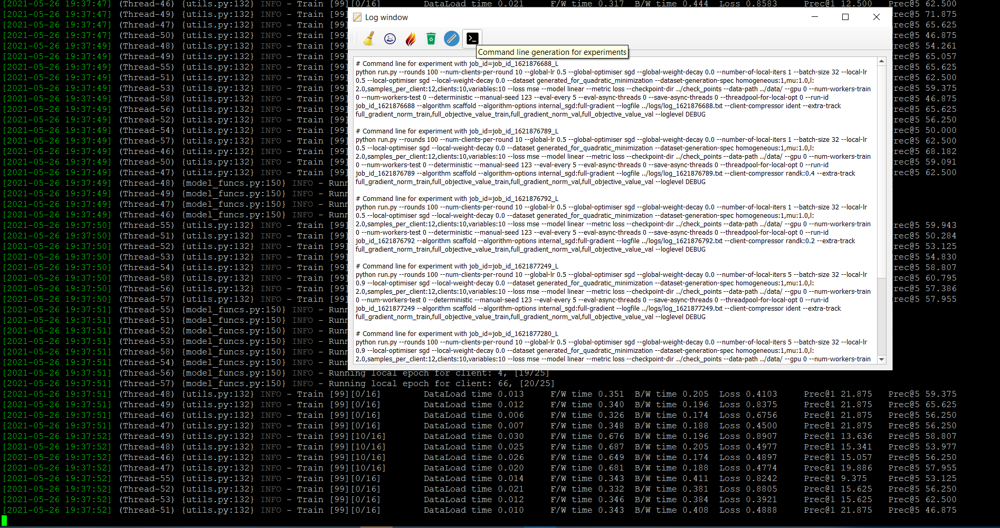 [2021-05-26 19:37:47] (Thread-46) {utils.py:132} INFO - Train [99][0/16] DataLoad time 0.021 F/W time 0.317 B/W time 0.444 Loss 0.8583 Prec@1 12.500 Prec@5 62.500
[2021-05-26 19:37:47] (Thread-49) {utils.py:132} INFO - Train [99] rec@5 71.875
[2021-05-26 19:37:47] (Thread-47) {utils.py:132} INFO - Train [99] rec@5 65.625
[2021-05-26 19:37:47] (Thread-50) {utils.py:132} INFO - Train [99] rec@5 46.875
[2021-05-26 19:37:49] (Thread-48) {utils.py:132} INFO - Train [99] rec@5 54.261
[2021-05-26 19:37:49] (Thread-49) {utils.py:132} INFO - Train [99] rec@5 65.057
[2021-05-26 19:37:49] (Thread-55) {utils.py:132} INFO - Train [99] rec@5 65.625
[2021-05-26 19:37:49] (Thread-51) {utils.py:132} INFO - Train [99] rec@5 62.500
[2021-05-26 19:37:49] (Thread-53) {utils.py:132} INFO - Train [99] rec@5 59.375
[2021-05-26 19:37:49] (Thread-58) {utils.py:132} INFO - Train [99] rec@5 46.875
[2021-05-26 19:37:49] (Thread-56) {utils.py:132} INFO - Train [99] rec@5 65.625
[2021-05-26 19:37:49] (Thread-52) {utils.py:132} INFO - Train [99] rec@5 56.250
[2021-05-26 19:37:49] (Thread-54) {utils.py:132} INFO - Train [99] rec@5 50.000
[2021-05-26 19:37:49] (Thread-57) {utils.py:132} INFO - Train [99] rec@5 62.500
[2021-05-26 19:37:49] (Thread-46) {utils.py:132} INFO - Train [99] rec@5 68.182
[2021-05-26 19:37:49] (Thread-50) {utils.py:132} INFO - Train [99] rec@5 59.091
[2021-05-26 19:37:49] (Thread-47) {utils.py:132} INFO - Train [99] rec@5 62.500
[2021-05-26 19:37:49] (Thread-48) {model_funcs.py:150} INFO - Runn
[2021-05-26 19:37:49] (Thread-49) {model_funcs.py:150} INFO - Runn
[2021-05-26 19:37:49] (Thread-47) {model_funcs.py:150} INFO - Runn
[2021-05-26 19:37:49] (Thread-46) {model_funcs.py:150} INFO - Runn
[2021-05-26 19:37:50] (Thread-55) {utils.py:132} INFO - Train [99] rec@5 59.943
[2021-05-26 19:37:50] (Thread-51) {utils.py:132} INFO - Train [99] rec@5 50.284
[2021-05-26 19:37:50] (Thread-52) {utils.py:132} INFO - Train [99] rec@5 53.125
[2021-05-26 19:37:50] (Thread-53) {utils.py:132} INFO - Train [99] rec@5 54.830
[2021-05-26 19:37:50] (Thread-54) {utils.py:132} INFO - Train [99] rec@5 58.807
[2021-05-26 19:37:50] (Thread-58) {utils.py:132} INFO - Train [99] rec@5 60.795
[2021-05-26 19:37:50] (Thread-56) {utils.py:132} INFO - Train [99] rec@5 57.386
[2021-05-26 19:37:50] (Thread-57) {utils.py:132} INFO - Train [99] rec@5 57.955
[2021-05-26 19:37:51] (Thread-55) {model_funcs.py:150} INFO - Runn
[2021-05-26 19:37:51] (Thread-51) {model_funcs.py:150} INFO - Runn
[2021-05-26 19:37:51] (Thread-52) {model_funcs.py:150} INFO - Runn
[2021-05-26 19:37:51] (Thread-53) {model_funcs.py:150} INFO - Runn
[2021-05-26 19:37:51] (Thread-58) {model_funcs.py:150} INFO - Runn
[2021-05-26 19:37:51] (Thread-54) {model_funcs.py:150} INFO - Runn
[2021-05-26 19:37:51] (Thread-56) {model_funcs.py:150} INFO - Running local epoch for client: 4, [19/25]
[2021-05-26 19:37:51] (Thread-57) {model_funcs.py:150} INFO - Running local epoch for client: 66, [20/25]
[2021-05-26 19:37:51] (Thread-48) {utils.py:132} INFO - Train [99][0/16] DataLoad time 0.013 F/W time 0.351 B/W time 0.205 Loss 0.4103 Prec@1 21.875 Prec@5 59.375
[2021-05-26 19:37:51] (Thread-49) {utils.py:132} INFO - Train [99][0/16] DataLoad time 0.012 F/W time 0.340 B/W time 0.196 Loss 0.8375 Prec@1 21.875 Prec@5 65.625
[2021-05-26 19:37:51] (Thread-46) {utils.py:132} INFO - Train [99][0/16] DataLoad time 0.006 F/W time 0.326 B/W time 0.174 Loss 0.6756 Prec@1 21.875 Prec@5 56.250
[2021-05-26 19:37:51] (Thread-47) {utils.py:132} INFO - Train [99][0/16] DataLoad time 0.007 F/W time 0.348 B/W time 0.188 Loss 0.4500 Prec@1 21.875 Prec@5 56.250
[2021-05-26 19:37:52] (Thread-49) {utils.py:132} INFO - Train [99][10/16] DataLoad time 0.030 F/W time 0.676 B/W time 0.196 Loss 0.8907 Prec@1 13.636 Prec@5 58.807
[2021-05-26 19:37:52] (Thread-48) {utils.py:132} INFO - Train [99][10/16] DataLoad time 0.025 F/W time 0.687 B/W time 0.205 Loss 0.4977 Prec@1 15.341 Prec@5 53.977
[2021-05-26 19:37:52] (Thread-46) {utils.py:132} INFO - Train [99][10/16] DataLoad time 0.026 F/W time 0.649 B/W time 0.174 Loss 0.4897 Prec@1 15.057 Prec@5 56.250
[2021-05-26 19:37:52] (Thread-47) {utils.py:132} INFO - Train [99][10/16] DataLoad time 0.020 F/W time 0.681 B/W time 0.188 Loss 0.4774 Prec@1 19.886 Prec@5 57.955
[2021-05-26 19:37:52] (Thread-55) {utils.py:132} INFO - Train [99][0/16] DataLoad time 0.014 F/W time 0.343 B/W time 0.411 Loss 0.8242 Prec@1 9.375 Prec@5 53.125
[2021-05-26 19:37:52] (Thread-52) {utils.py:132} INFO - Train [99][0/16] DataLoad time 0.021 F/W time 0.332 B/W time 0.381 Loss 0.8805 Prec@1 15.625 Prec@5 56.250
[2021-05-26 19:37:52] (Thread-53) {utils.py:132} INFO - Train [99][0/16] DataLoad time 0.012 F/W time 0.346 B/W time 0.384 Loss 0.3921 Prec@1 15.625 Prec@5 62.500
[2021-05-26 19:37:52] (Thread-51) {utils.py:132} INFO - Train [99][0/16] DataLoad time 0.010 F/W time 0.343 B/W time 0.408 Loss 0.4888 Prec@1 21.875 Prec@5 46.875
Log window
Command line generation for experiments
# Command line for experiment with job_id=job_id_1621876688_L
python run.py --rounds 100 --num-clients-per-round 10 --global-lr 0.5 --global-optimiser sgd --global-weight-decay 0.0 --number-of-local-iters 1 --batch-size 32 --local-lr
0.5 --local-optimiser sgd --local-weight-decay 0.0 --dataset generated_for_quadratic_minimization --dataset-generation-spec homogeneous:1,mu:1.0,l:
2.0,samples_per_client:12,clients:10,variables:10 --loss mse --model linear --metric loss --checkpoint-dir ../check_points --data-path ../data/ --gpu 0 --num-workers-train
0 --num-workers-test 0 --deterministic --manual-seed 123 --eval-every 5 --eval-async-threads 0 --save-async-threads 0 --threadpool-for-local-opt 0 --run-id
job_id_1621876688 --algorithm scaffold --algorithm-options internal_sgd:full-gradient --logfile ../logs/log_1621876688.txt --client-compressor ident --extra-track
full_gradient_norm_train,full_objective_value_train,full_gradient_norm_val,full_objective_value_val --loglevel DEBUG
# Command line for experiment with job_id=job_id_1621876789_L
python run.py --rounds 100 --num-clients-per-round 10 --global-lr 0.5 --global-optimiser sgd --global-weight-decay 0.0 --number-of-local-iters 1 --batch-size 32 --local-lr
0.5 --local-optimiser sgd --local-weight-decay 0.0 --dataset generated_for_quadratic_minimization --dataset-generation-spec homogeneous:1,mu:1.0,l:
2.0,samples_per_client:12,clients:10,variables:10 --loss mse --model linear --metric loss --checkpoint-dir ../check_points --data-path ../data/ --gpu 0 --num-workers-train
0 --num-workers-test 0 --deterministic --manual-seed 123 --eval-every 5 --eval-async-threads 0 --save-async-threads 0 --threadpool-for-local-opt 0 --run-id
job_id_1621876789 --algorithm scaffold --algorithm-options internal_sgd:full-gradient --logfile ../logs/log_1621876789.txt --client-compressor randk:0.4 --extra-track
full_gradient_norm_train,full_objective_value_train,full_gradient_norm_val,full_objective_value_val --loglevel DEBUG
# Command line for experiment with job_id=job_id_1621876792_L
python run.py --rounds 100 --num-clients-per-round 10 --global-lr 0.5 --global-optimiser sgd --global-weight-decay 0.0 --number-of-local-iters 1 --batch-size 32 --local-lr
0.5 --local-optimiser sgd --local-weight-decay 0.0 --dataset generated_for_quadratic_minimization --dataset-generation-spec homogeneous:1,mu:1.0,l:
2.0,samples_per_client:12,clients:10,variables:10 --loss mse --model linear --metric loss --checkpoint-dir ../check_points --data-path ../data/ --gpu 0 --num-workers-train
0 --num-workers-test 0 --deterministic --manual-seed 123 --eval-every 5 --eval-async-threads 0 --save-async-threads 0 --threadpool-for-local-opt 0 --run-id
job_id_1621876792 --algorithm scaffold --algorithm-options internal_sgd:full-gradient --logfile ../logs/log_1621876792.txt --client-compressor randk:0.2 --extra-track
full_gradient_norm_train,full_objective_value_train,full_gradient_norm_val,full_objective_value_val --loglevel DEBUG
# Command line for experiment with job_id=job_id_1621877249_L
python run.py --rounds 100 --num-clients-per-round 10 --global-lr 0.5 --global-optimiser sgd --global-weight-decay 0.0 --number-of-local-iters 5 --batch-size 32 --local-lr
0.9 --local-optimiser sgd --local-weight-decay 0.0 --dataset generated_for_quadratic_minimization --dataset-generation-spec homogeneous:1,mu:1.0,l:
2.0,samples_per_client:12,clients:10,variables:10 --loss mse --model linear --metric loss --checkpoint-dir ../check_points --data-path ../data/ --gpu 0 --num-workers-train
0 --num-workers-test 0 --deterministic --manual-seed 123 --eval-every 5 --eval-async-threads 0 --save-async-threads 0 --threadpool-for-local-opt 0 --run-id
job_id_1621877249 --algorithm scaffold --algorithm-options internal_sgd:full-gradient --logfile ../logs/log_1621877249.txt --client-compressor ident --extra-track
full_gradient_norm_train,full_objective_value_train,full_gradient_norm_val,full_objective_value_val --loglevel DEBUG
# Command line for experiment with job_id=job_id_1621877280_L
python run.py --rounds 100 --num-clients-per-round 10 --global-lr 0.5 --global-optimiser sgd --global-weight-decay 0.0 --number-of-local-iters 5 --batch-size 32 --local-lr
0.9 --local-optimiser sgd --local-weight-decay 0.0 --dataset generated_for_quadratic_minimization --dataset-generation-spec homogeneous:1,mu:1.0,l:
2.0,samples_per_client:12,clients:10,variables:10 --loss mse --model linear --metric loss --checkpoint-dir ../check_points --data-path ../data/ --gpu 0 --num-workers-train